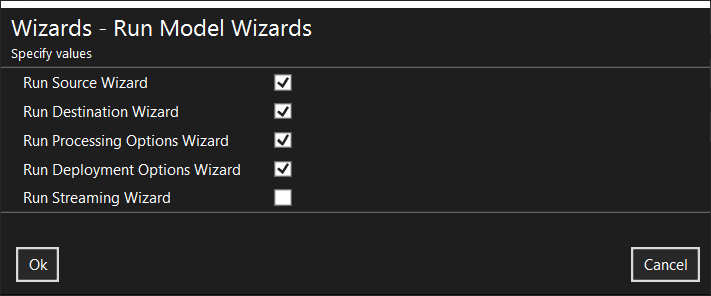 Wizards - Run Model Wizards
Specify values
Run Source Wizard
Run Destination Wizard
Run Processing Options Wizard
Run Deployment Options Wizard
Run Streaming Wizard
Ok
Cancel